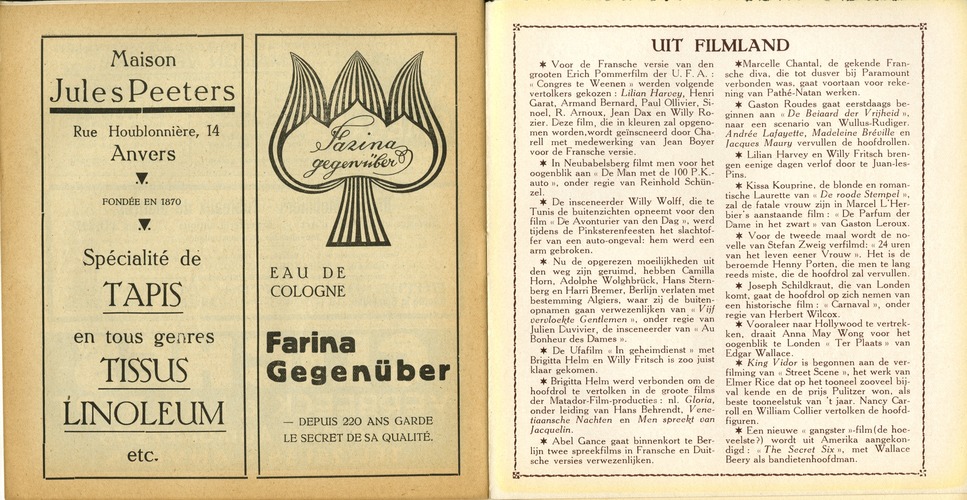 Maison
Jules Peeters
Rue Houblonnière, 14
Anvers
FONDÉE EN 1870
Spécialité de
TAPIS
en tous genres
TISSUS
LINOLEUM
etc.
Farina
gegenüber
EAU DE
COLOGNE
Farina
Gegenüber
— DEPUIS 220 ANS GARDE
LE SECRET DE SA QUALITÉ.
UIT FILMLAND
✶ Voor de Fransche versie van den
grooten Erich Pommerfilm der U. F. A. :
« Congres te Weenen » werden volgende
vertolkers gekozen : Lilian Harvey, Henri
Garat, Armand Bernard, Paul Ollivier, Si-
noel, R. Arnoux, Jean Dax en Willy Ro-
zier. Deze film, die in kleuren zal opgeno-
men worden,wordt geïnscneerd door Cha-
rell met medewerking van Jean Boyer
voor de Fransche versie.
✶ In Neubabelsberg filmt men voor het
oogenblik aan « De Man met de 100 P.K.-
auto », onder regie van Reinhold Schün-
zel.
✶ De insceneerder Willy Wolff, die te
Tunis de buitenzichten opneemt voor den
film « De Avonturier van den Dag », werd
tijdens de Pinksterenfeesten het slachtof-
fer van een auto-ongeval: hem werd een
arm gebroken.
✶ Nu de opgerezen moeilijkheden uit
den weg zijn geruimd, hebben Camilla
Horn, Adolphe Wolghbrück, Hans Stern-
berg en Harri Bremer, Berlijn verlaten met
bestemming Algiers, waar zij de buiten-
opnamen gaan verwezenlijken van « Vijf
vervloekte Gentlemen », onder regie van
Julien Duvivier, de insceneerder van « Au
Bonheur des Dames ».
✶ De Ufafilm « In geheimdienst » met
Brigitta Helm en Willy Fritsch is zoo juist
klaar gekomen.
✶ Brigitta Helm werd verbonden om de
hoofdrol te vertolken in de groote films
der Matador-Film-producties : nl. Gloria,
onder leiding van Hans Behrendt, Vene-
tiaansche Nachten en Men spreekt van
Jacquelin.
✶ Abel Gance gaat binnenkort te Ber-
lijn twee spreekfilms in Fransche en Duit-
sche versies verwezenlijken.
✶Marcelle Chantal, de gekende Fran-
sche diva, die tot dusver bij Paramount
verbonden was, gaat voortaan voor reke-
ning van Pathé-Natan werken.
✶ Gaston Roudes gaat eerstdaags be-
ginnen aan « De Beiaard der Vrijheid »,
naar een scenario van Wullus-Rudiger.
Andrée Lafayette, Madeleine Bréville en
Jacques Maury vervullen de hoofdrollen.
✶ Lilian Harvey en Willy Fritsch bren-
gen eenige dagen verlof door te Juan-les-
Pins.
✶ Kissa Kouprine, de blonde en roman-
tische Laurette van « De roode Stempel »,
zal de fatale vrouw zijn in Marcel L'Her-
bier's aanstaande film : « De Parfum der
Dame in het zwart » van Gaston Leroux.
✶ Voor de tweede maal wordt de no-
velle van Stefan Zweig verfilmd: « 24 uren
van het leven eener Vrouw ». Het is de
beroemde Henny Porten, die men te lang
reeds miste, die de hoofdrol zal vervullen.
✶ Joseph Schildkraut, die van Londen
komt, gaat de hoofdrol op zich nemen van
een historische film : « Carnaval », onder
regie van Herbert Wilcox.
✶ Vooraleer naar Hollywood te vertrek-
ken, draait Anna May Wong voor het
oogenblik te Londen « Ter Plaats » van
Edgar Wallace.
✶ King Vidor is begonnen aan de ver-
filming van « Street Scene », het werk van
Elmer Rice dat op het tooneel zooveel bij-
val kende en de prijs Pulitzer won, als
beste tooneelstuk van 't jaar. Nancy Car-
roll en William Collier vertolken de hoofd-
figuren.
✶ Een nieuwe « gangster »-film(de hoe-
veelste?) wordt uit Amerika aangekon-
digd : « The Secret Six », met Wallace
Beery als bandietenhoofdman.